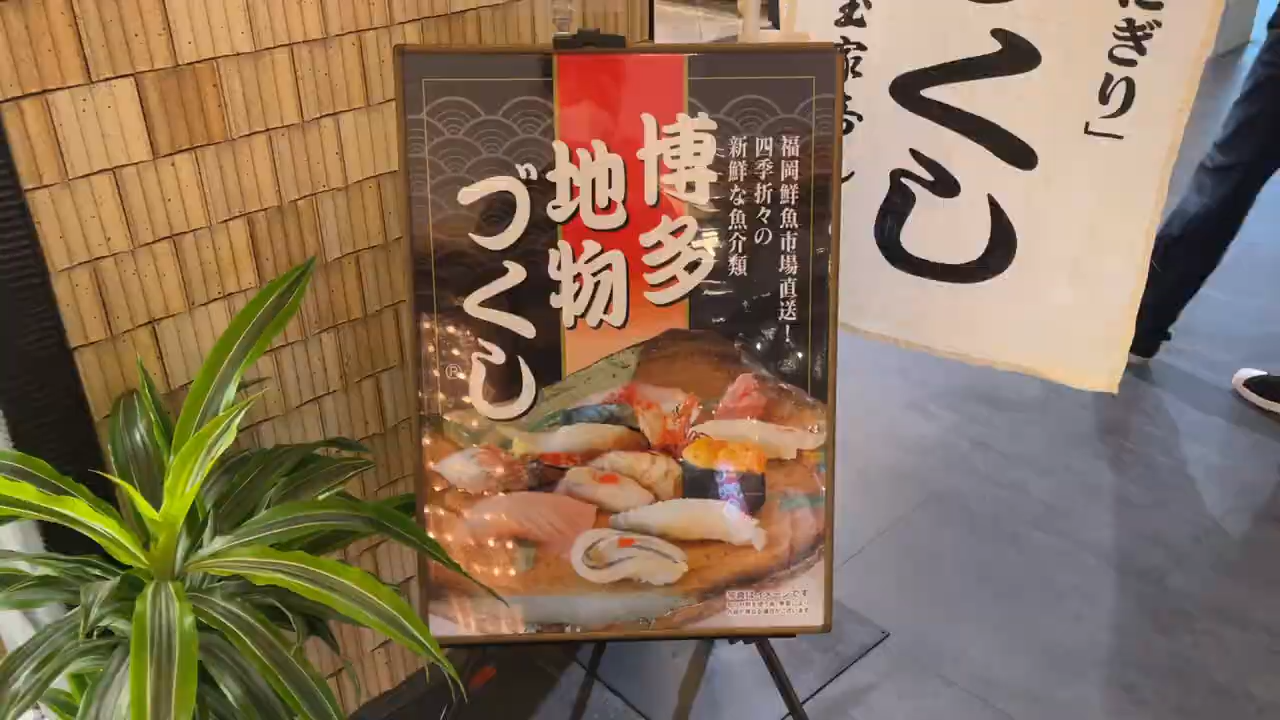 博多
地物
づくし
福岡鮮魚市場直送!
四季折々の
新鮮な魚介類
写真はイメージです
にぎり」
くし